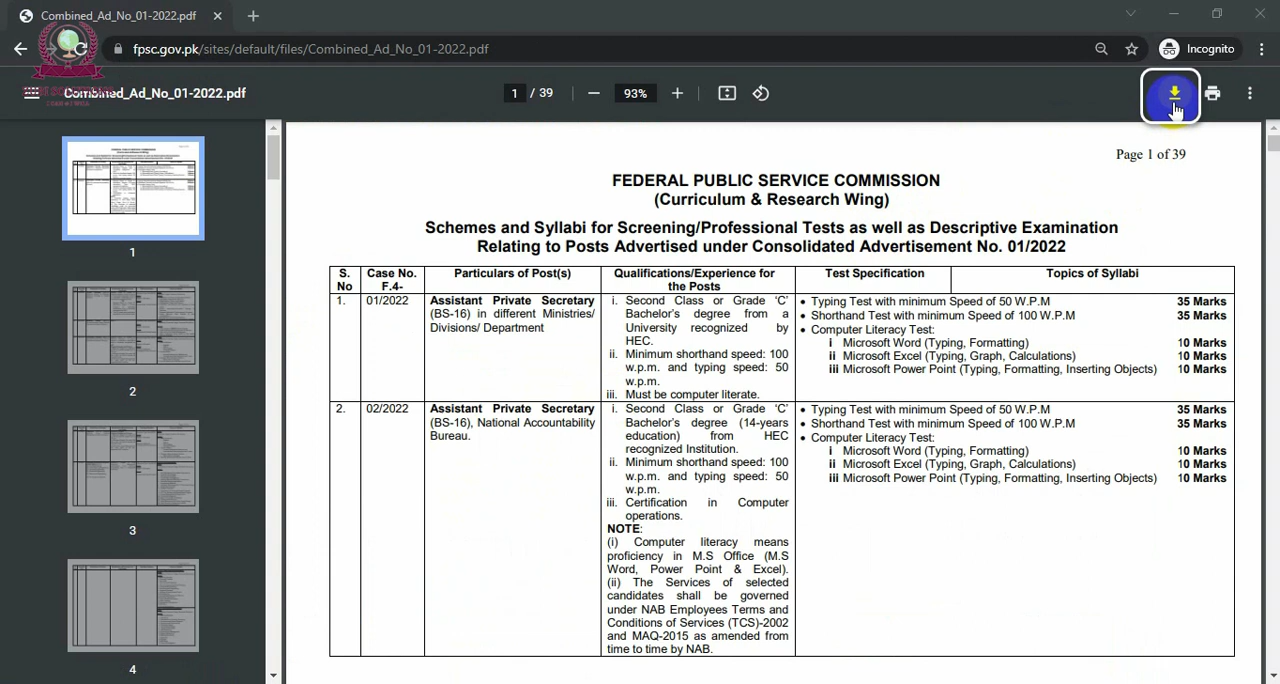 Combined_Ad_No_01-2022.pdf
fpsc.gov.pk/sites/default/files/Combined_Ad_No_01-2022.pdf
Incognito
Combined_Ad_No_01-2022.pdf
1 / 39
93%
1
2
3
4
Page 1 of 39
FEDERAL PUBLIC SERVICE COMMISSION
(Curriculum & Research Wing)
Schemes and Syllabi for Screening/Professional Tests as well as Descriptive Examination
Relating to Posts Advertised under Consolidated Advertisement No. 01/2022
S. No
Case No. F.4-
Particulars of Post(s)
Qualifications/Experience for the Posts
Test Specification
Topics of Syllabi
1.
01/2022
Assistant Private Secretary
(BS-16) in different Ministries/
Divisions/ Department
i. Second Class or Grade ‘C’
Bachelor’s degree from a
University recognized by
HEC.
ii. Minimum shorthand speed: 100
w.p.m. and typing speed: 50
w.p.m.
iii. Must be computer literate.
• Typing Test with minimum Speed of 50 W.P.M 35 Marks
• Shorthand Test with minimum Speed of 100 W.P.M 35 Marks
• Computer Literacy Test:
i Microsoft Word (Typing, Formatting) 10 Marks
ii Microsoft Excel (Typing, Graph, Calculations) 10 Marks
iii Microsoft Power Point (Typing, Formatting, Inserting Objects) 10 Marks
2.
02/2022
Assistant Private Secretary
(BS-16), National Accountability
Bureau.
i. Second Class or Grade ‘C’
Bachelor’s degree (14-years
education) from HEC
recognized Institution.
ii. Minimum shorthand speed: 100
w.p.m. and typing speed: 50
w.p.m.
iii. Certification in Computer
operations.
NOTE:
(i) Computer literacy means
proficiency in M.S Office (M.S
Word, Power Point & Excel).
(ii) The Services of selected
candidates shall be governed
under NAB Employees Terms and
Conditions of Services (TCS)-2002
and MAQ-2015 as amended from
time to time by NAB.
• Typing Test with minimum Speed of 50 W.P.M 35 Marks
• Shorthand Test with minimum Speed of 100 W.P.M 35 Marks
• Computer Literacy Test:
i Microsoft Word (Typing, Formatting) 10 Marks
ii Microsoft Excel (Typing, Graph, Calculations) 10 Marks
iii Microsoft Power Point (Typing, Formatting, Inserting Objects) 10 Marks